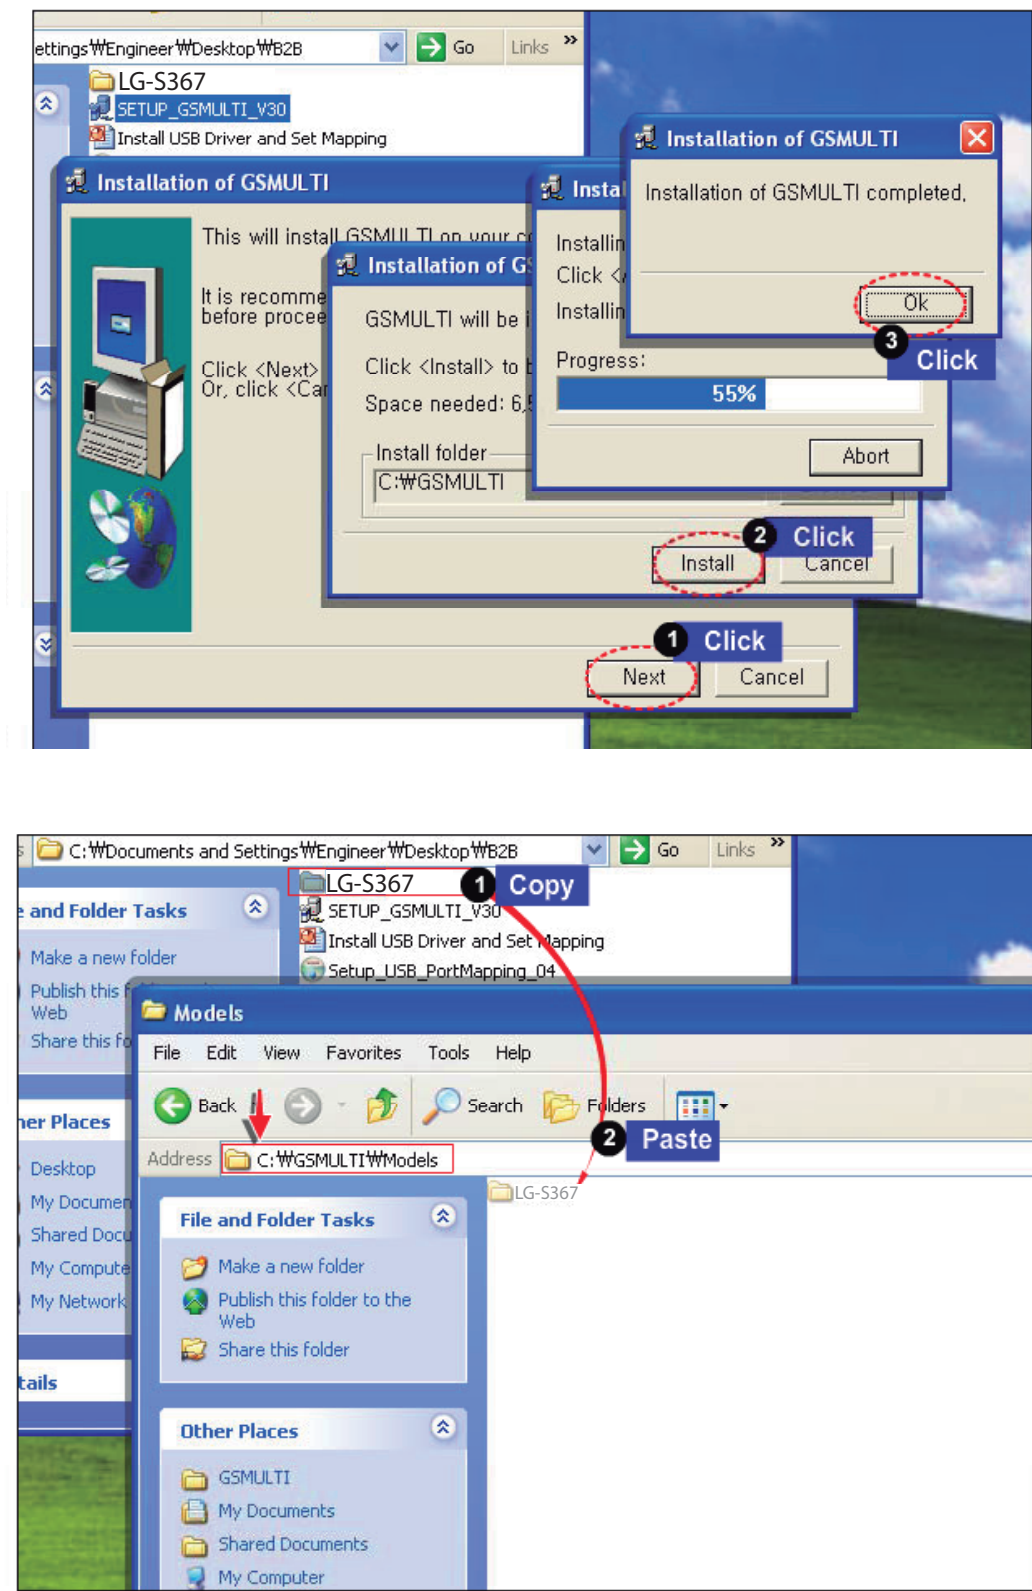 ettings₩Engineer₩Desktop₩B2B
Go
Links
»
LG-S367
SETUP_GSMULTI_V30
Install USB Driver and Set Mapping
Installation of GSMULTI
This will install GSMULTI on your
It is recomme
before procee
Click <Next>
Or, click <Can
1 Click
Next
Cancel
Installation of GS
GSMULTI will be i
Click <Install> to b
Space needed: 6,5
Install folder
C:₩GSMULTI
2 Click
Install
Cancel
Instal
Installin
Click <
Installin
Progress:
55%
Abort
Installation of GSMULTI
Installation of GSMULTI completed,
Ok
3 Click
C:₩Documents and Settings₩Engineer₩Desktop₩B2B
Go
Links
»
LG-S367
1 Copy
SETUP_GSMULTI_V30
Install USB Driver and Set Mapping
Setup_USB_PortMapping_04
e and Folder Tasks
Make a new folder
Publish this f
Web
Share this fo
her Places
Desktop
My Documen
Shared Docu
My Compute
My Network
tails
Models
File Edit View Favorites Tools Help
Back
Search
Folders
2 Paste
Address
C:₩GSMULTI₩Models
LG-S367
File and Folder Tasks
Make a new folder
Publish this folder to the
Web
Share this folder
Other Places
GSMULTI
My Documents
Shared Documents
My Computer